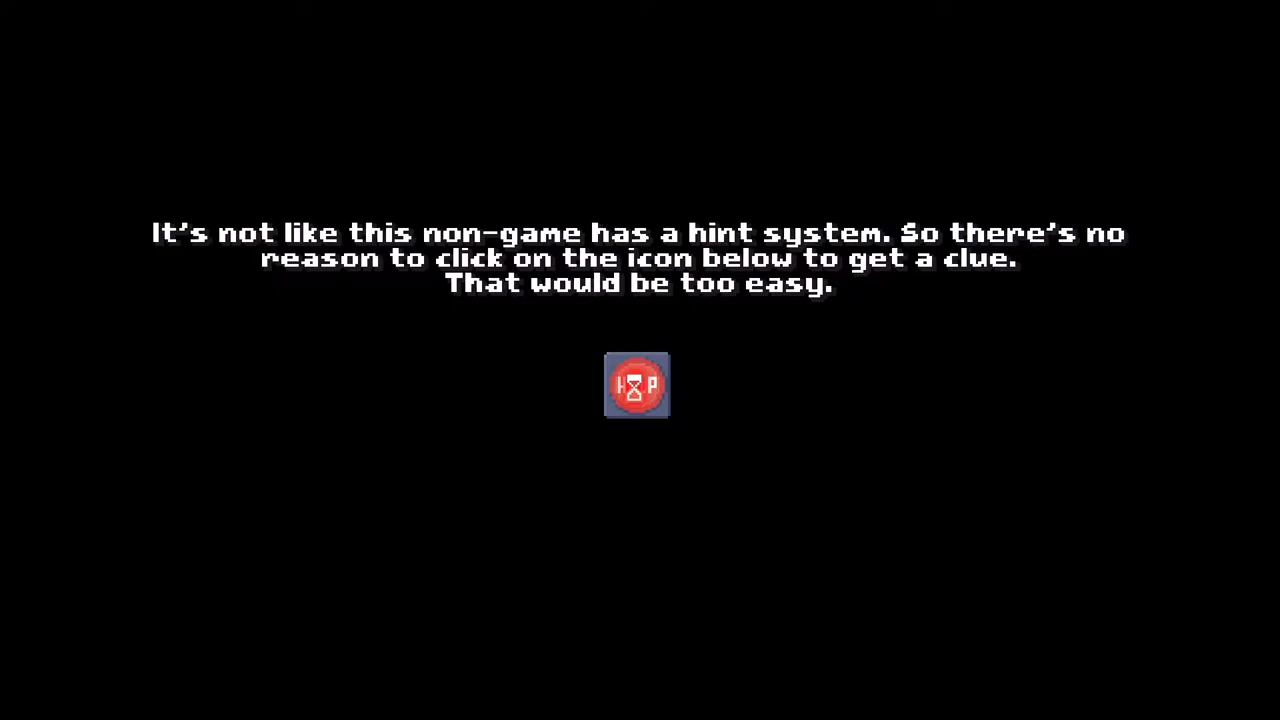 It's not like this non-game has a hint system. So there's no
reason to click on the icon below to get a clue.
That would be too easy.
H P